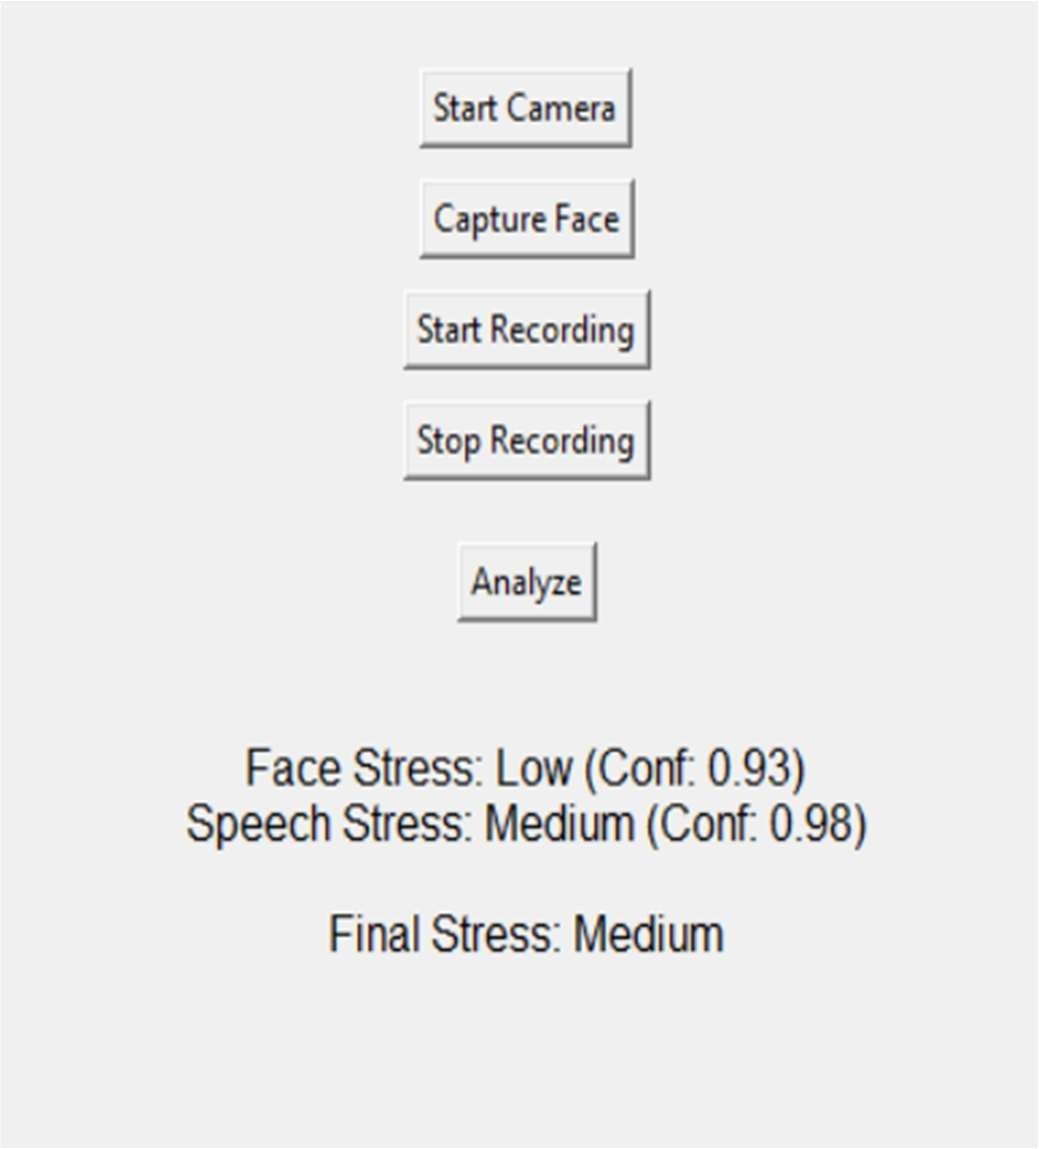 Start Camera
Capture Face
Start Recording
Stop Recording
Analyze
Face Stress: Low (Conf: 0.93)
Speech Stress: Medium (Conf: 0.98)
Final Stress: Medium